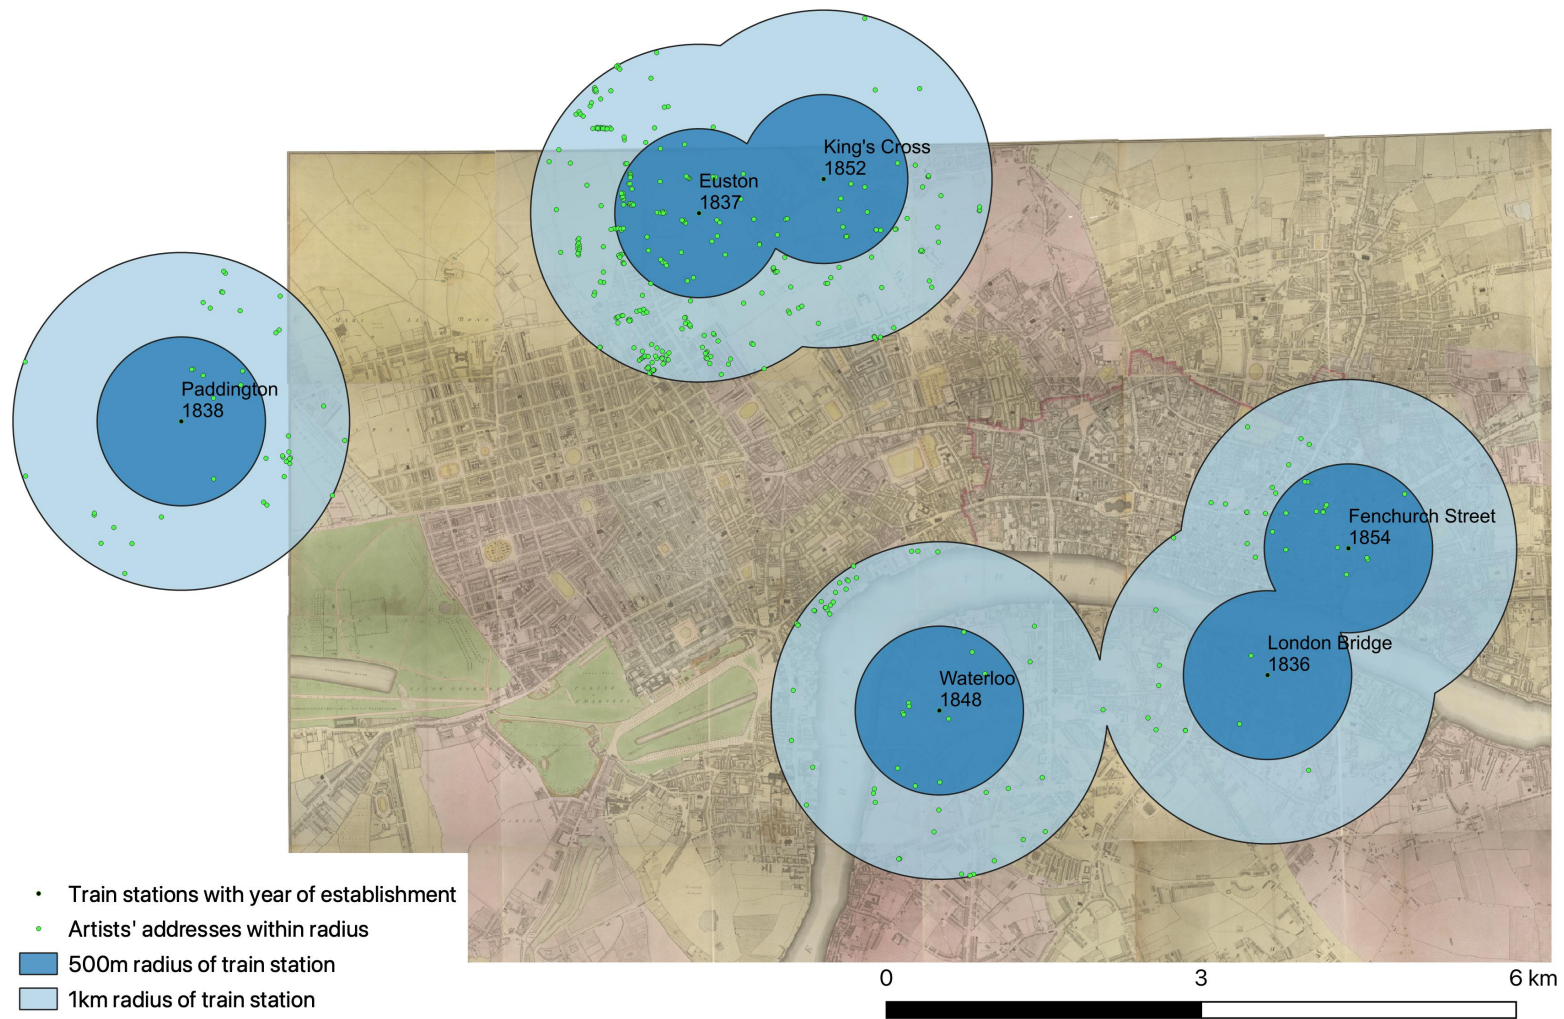 King's Cross
1852
Euston
1837
Paddington
1838
Fenchurch Street
1854
London Bridge
1836
Waterloo
1848
Train stations with year of establishment
Artists' addresses within radius
500m radius of train station
1km radius of train station
0 3 6 km